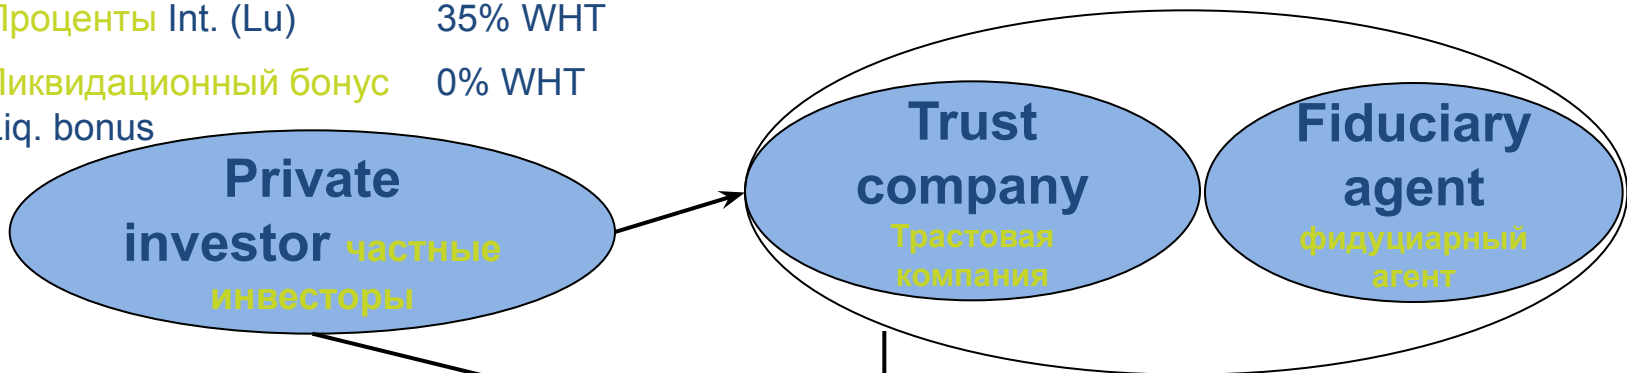 Проценты Int. (Lu) 35% WHT
Ликвидационный бонус 0% WHT
Liq. bonus
Private
investor частные
инвесторы
Trust
company
Трастовая
компания
Fiduciary
agent
фидуциарный
агент